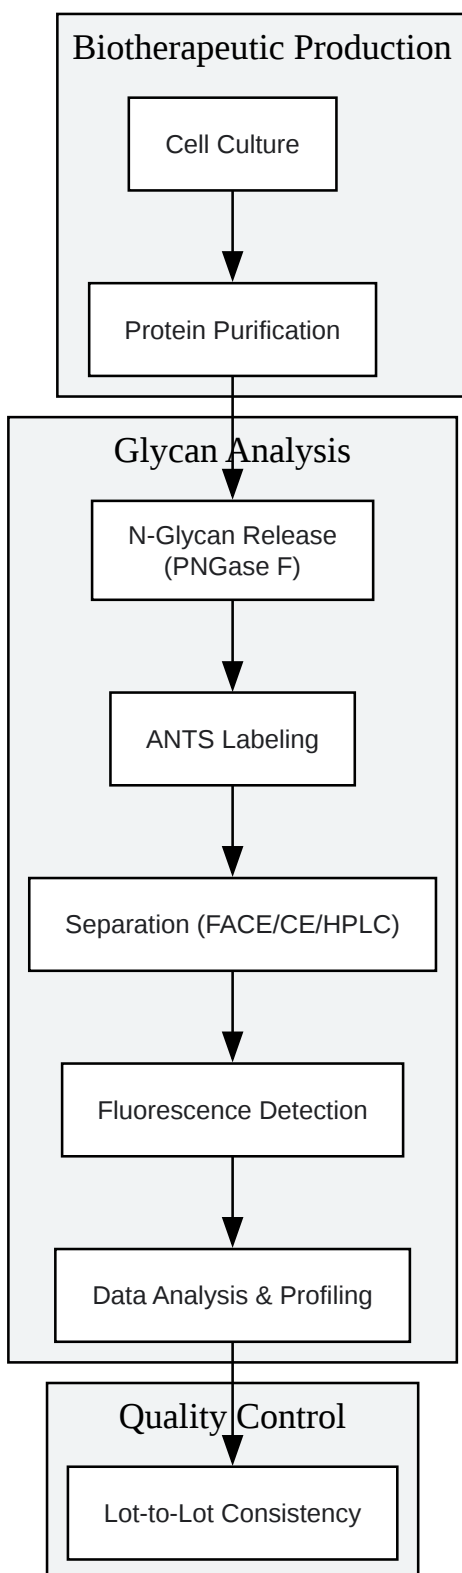 Biotherapeutic Production
Cell Culture
Protein Purification
Glycan Analysis
N-Glycan Release
(PNGase F)
ANTS Labeling
Separation (FACE/CE/HPLC)
Fluorescence Detection
Data Analysis & Profiling
Quality Control
Lot-to-Lot Consistency